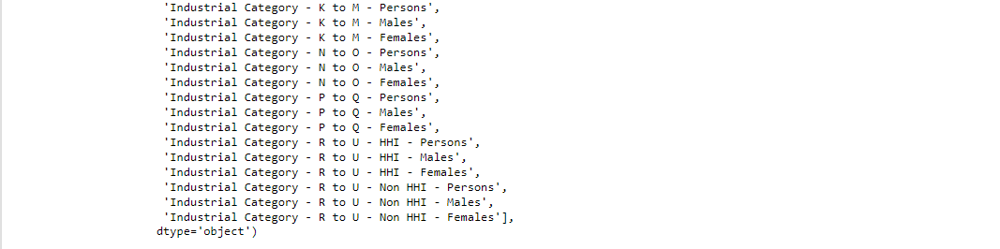 'Industrial Category - K to M - Persons',
'Industrial Category - K to M - Males',
'Industrial Category - K to M - Females',
'Industrial Category - N to O - Persons',
'Industrial Category - N to O - Males',
'Industrial Category - N to O - Females',
'Industrial Category - P to Q - Persons',
'Industrial Category - P to Q - Males',
'Industrial Category - P to Q - Females',
'Industrial Category - R to U - HHI - Persons',
'Industrial Category - R to U - HHI - Males',
'Industrial Category - R to U - HHI - Females',
'Industrial Category - R to U - Non HHI - Persons',
'Industrial Category - R to U - Non HHI - Males',
'Industrial Category - R to U - Non HHI - Females'],
dtype='object')